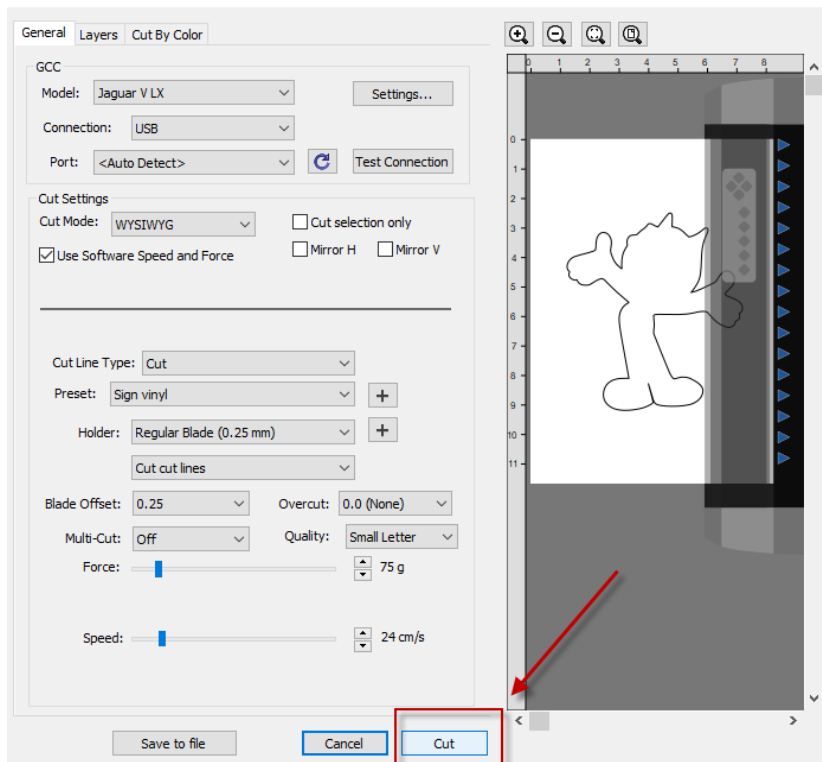 General Layers Cut By Color
GCC
Model: Jaguar V LX Settings...
Connection: USB
Port: <Auto Detect> Test Connection
Cut Settings
Cut Mode: WYSIWYG Cut selection only
Use Software Speed and Force Mirror H Mirror V
Cut Line Type: Cut
Preset: Sign vinyl +
Holder: Regular Blade (0.25 mm) +
Cut cut lines
Blade Offset: 0.25 Overcut: 0.0 (None)
Multi-Cut: Off Quality: Small Letter
Force: 75 g
Speed: 24 cm/s
Save to file Cancel Cut
0 1 2 3 4 5 6 7 8
0
1
2
3
4
5
6
7
8
9
10
11